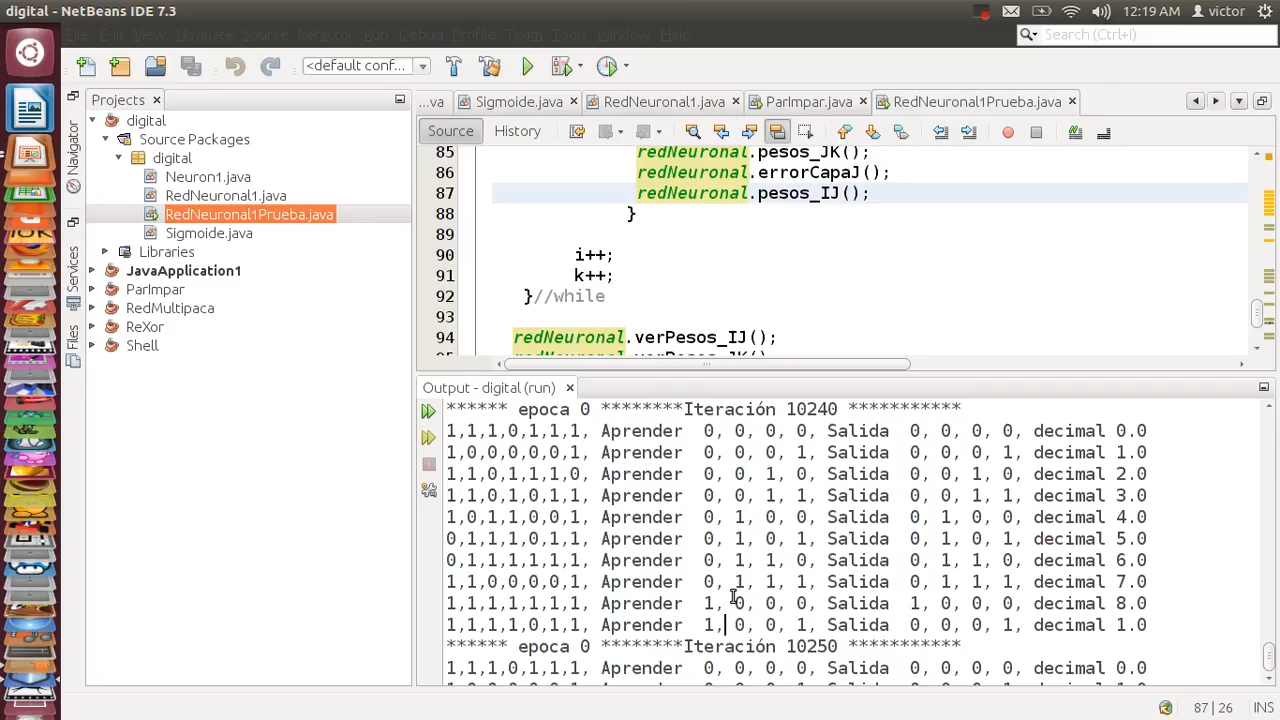 digital - NetBeans IDE 7.3
12:19 AM
victor
File Edit View Navigate Source Refactor Run Debug Profile Team Tools Window Help
Search (Ctrl+I)
<default conf...
Projects
digital
Source Packages
digital
Neuron1.java
RedNeuronal1.java
RedNeuronal1Prueba.java
Sigmoide.java
Libraries
JavaApplication1
ParImpar
RedMultipaca
ReXor
Shell
Navigator
Services
Files
...va
Sigmoide.java
RedNeuronal1.java
ParImpar.java
RedNeuronal1Prueba.java
Source
History
85 redNeuronal.pesos_JK();
86 redNeuronal.errorCapaJ();
87 redNeuronal.pesos_IJ();
88 }
89
90 i++;
91 k++;
92 }//while
93
94 redNeuronal.verPesos_IJ();
Output - digital (run)
****** epoca 0 ********Iteración 10240 ***********
1,1,1,0,1,1,1, Aprender 0, 0, 0, 0, Salida 0, 0, 0, 0, decimal 0.0
1,0,0,0,0,0,1, Aprender 0, 0, 0, 1, Salida 0, 0, 0, 1, decimal 1.0
1,1,0,1,1,1,0, Aprender 0, 0, 1, 0, Salida 0, 0, 1, 0, decimal 2.0
1,1,0,1,0,1,1, Aprender 0, 0, 1, 1, Salida 0, 0, 1, 1, decimal 3.0
1,0,1,1,0,0,1, Aprender 0, 1, 0, 0, Salida 0, 1, 0, 0, decimal 4.0
0,1,1,1,0,1,1, Aprender 0, 1, 0, 1, Salida 0, 1, 0, 1, decimal 5.0
0,1,1,1,1,1,1, Aprender 0, 1, 1, 0, Salida 0, 1, 1, 0, decimal 6.0
1,1,0,0,0,0,1, Aprender 0, 1, 1, 1, Salida 0, 1, 1, 1, decimal 7.0
1,1,1,1,1,1,1, Aprender 1, 0, 0, 0, Salida 1, 0, 0, 0, decimal 8.0
1,1,1,1,0,1,1, Aprender 1, 0, 0, 1, Salida 0, 0, 0, 1, decimal 1.0
****** epoca 0 ********Iteración 10250 ***********
1,1,1,0,1,1,1, Aprender 0, 0, 0, 0, Salida 0, 0, 0, 0, decimal 0.0
87 | 26
INS